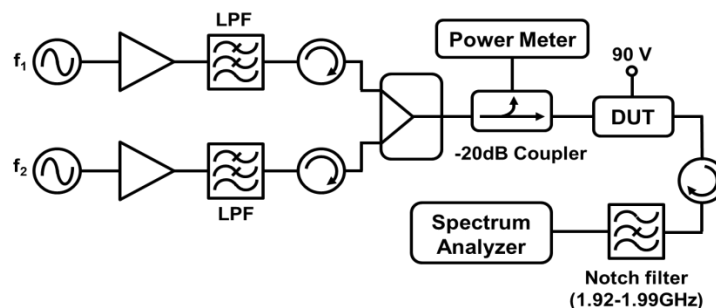 LPF
f1
Power Meter
90 V
DUT
-20dB Coupler
f2
LPF
Spectrum
Analyzer
Notch filter
(1.92-1.99GHz)